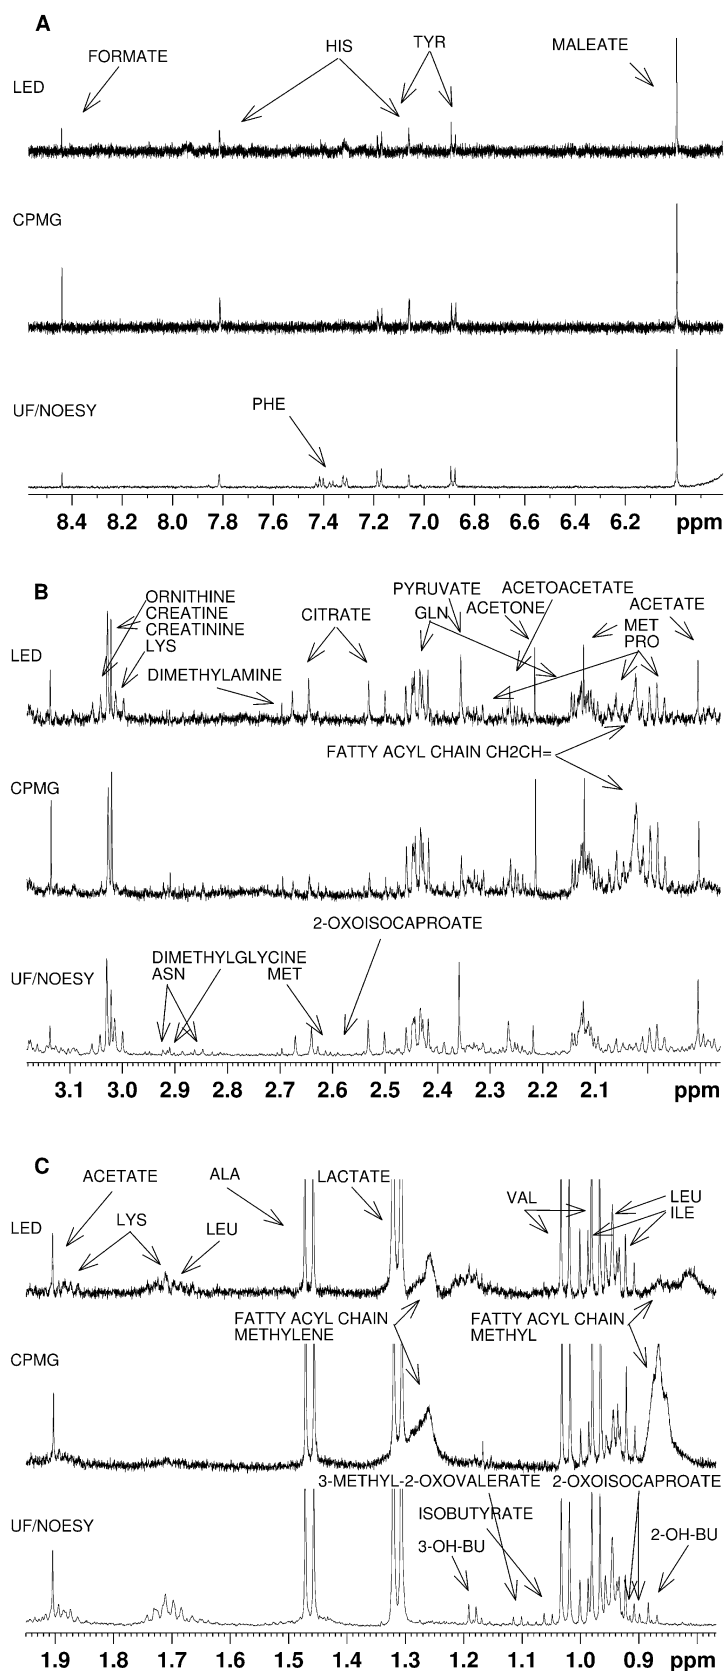 A
FORMATE
HIS
TYR
MALEATE
LED
CPMG
UF/NOESY
PHE
8.4 8.2 8.0 7.8 7.6 7.4 7.2 7.0 6.8 6.6 6.4 6.2 ppm
B
ORNITHINE
CREATINE
CREATININE
LYS
DIMETHYLAMINE
CITRATE
PYRUVATE
GLN
ACETONE
ACETOACETATE
ACETATE
MET
PRO
LED
FATTY ACYL CHAIN CH2CH=
CPMG
2-OXOISOCAPROATE
DIMETHYLGLYCINE
ASN
MET
UF/NOESY
3.1 3.0 2.9 2.8 2.7 2.6 2.5 2.4 2.3 2.2 2.1 ppm
C
ACETATE
ALA
LACTATE
LYS
LEU
VAL
LEU
ILE
LED
FATTY ACYL CHAIN
METHYLENE
FATTY ACYL CHAIN
METHYL
CPMG
3-METHYL-2-OXOVALERATE
2-OXOISOCAPROATE
ISOBUTYRATE
3-OH-BU
2-OH-BU
UF/NOESY
1.9 1.8 1.7 1.6 1.5 1.4 1.3 1.2 1.1 1.0 0.9 ppm